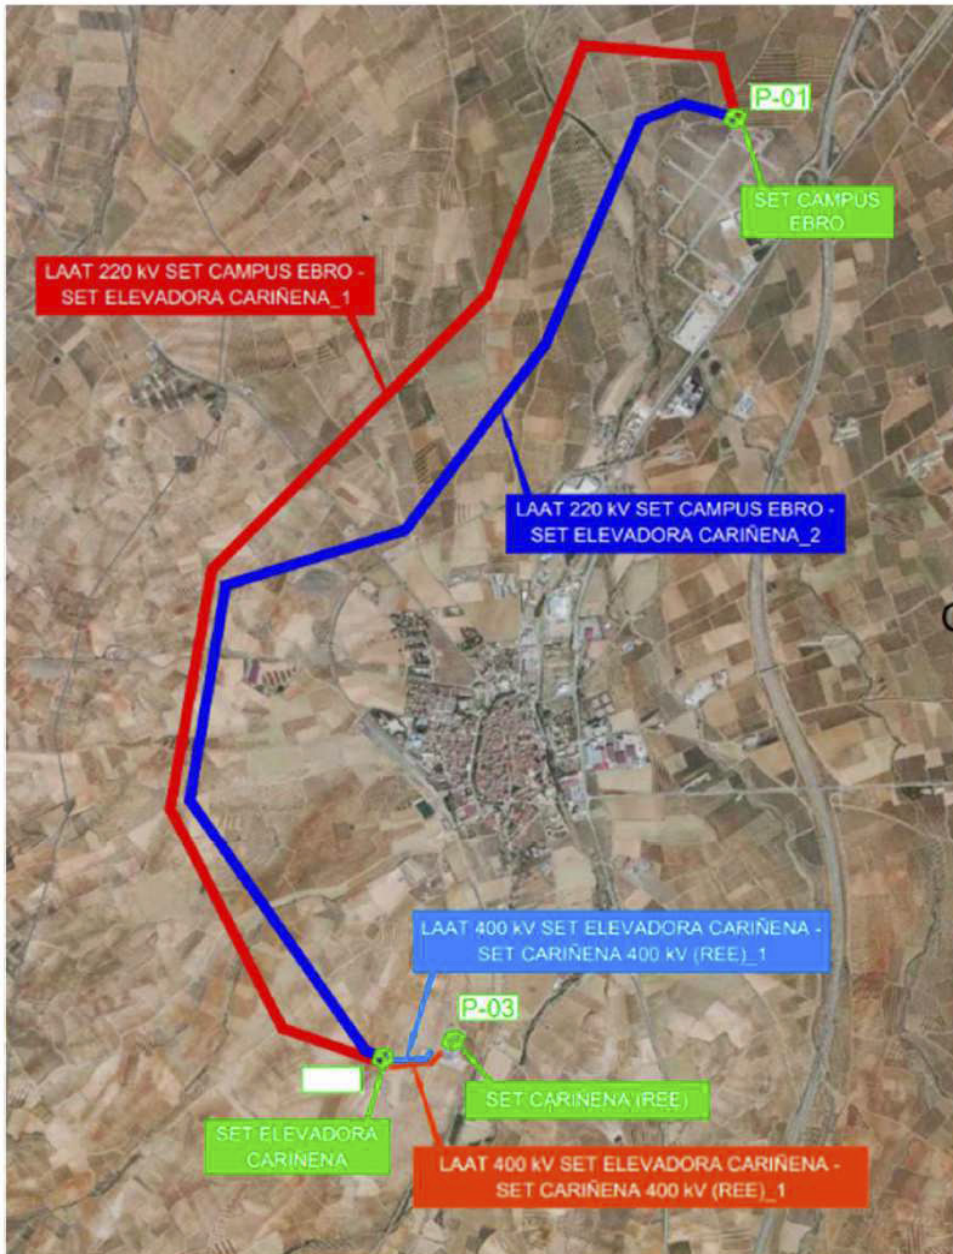 P-01
SET CAMPUS
EBRO
LAAT 220 kV SET CAMPUS EBRO -
SET ELEVADORA CARIÑENA_1
LAAT 220 kV SET CAMPUS EBRO -
SET ELEVADORA CARIÑENA_2
LAAT 400 kV SET ELEVADORA CARIÑENA -
SET CARIÑENA 400 kV (REE)_1
P-03
SET CARIÑENA (REE)
SET ELEVADORA
CARIÑENA
LAAT 400 kV SET ELEVADORA CARIÑENA -
SET CARIÑENA 400 kV (REE)_1